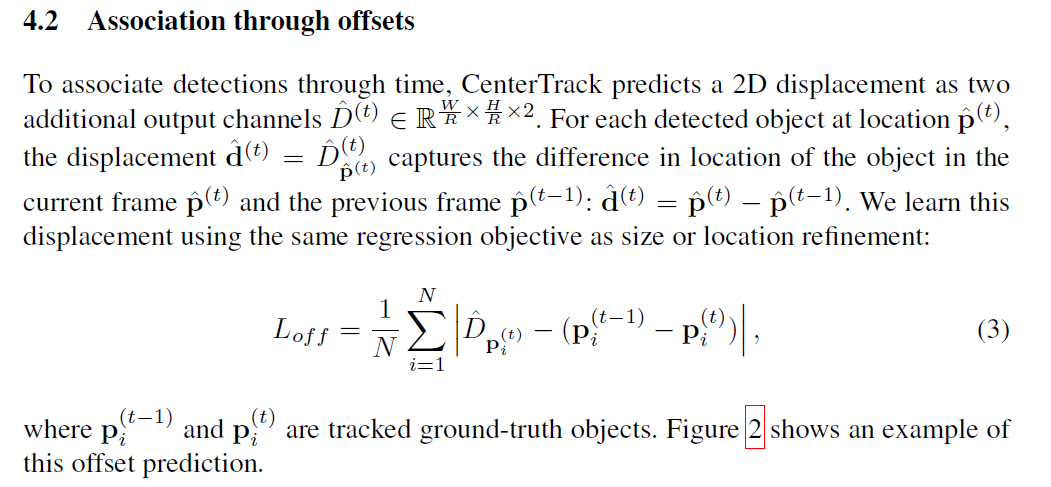 4.2 Association through offsets
To associate detections through time, CenterTrack predicts a 2D displacement as two
additional output channels $\hat{D}^{(t)} \in \mathbb{R}^{\frac{W}{R} \times \frac{H}{R} \times 2}$. For each detected object at location $\hat{\mathbf{p}}^{(t)}$,
the displacement $\hat{\mathbf{d}}^{(t)} = \hat{D}^{(t)}_{\hat{\mathbf{p}}^{(t)}}$ captures the difference in location of the object in the
current frame $\hat{\mathbf{p}}^{(t)}$ and the previous frame $\hat{\mathbf{p}}^{(t-1)}$: $\hat{\mathbf{d}}^{(t)} = \hat{\mathbf{p}}^{(t)} - \hat{\mathbf{p}}^{(t-1)}$. We learn this
displacement using the same regression objective as size or location refinement:
$L_{off} = \frac{1}{N} \sum_{i=1}^{N} \left| \hat{D}_{\mathbf{p}_i^{(t)}} - (\mathbf{p}_i^{(t-1)} - \mathbf{p}_i^{(t)}) \right|,$ (3)
where $\mathbf{p}_i^{(t-1)}$ and $\mathbf{p}_i^{(t)}$ are tracked ground-truth objects. Figure 2 shows an example of
this offset prediction.